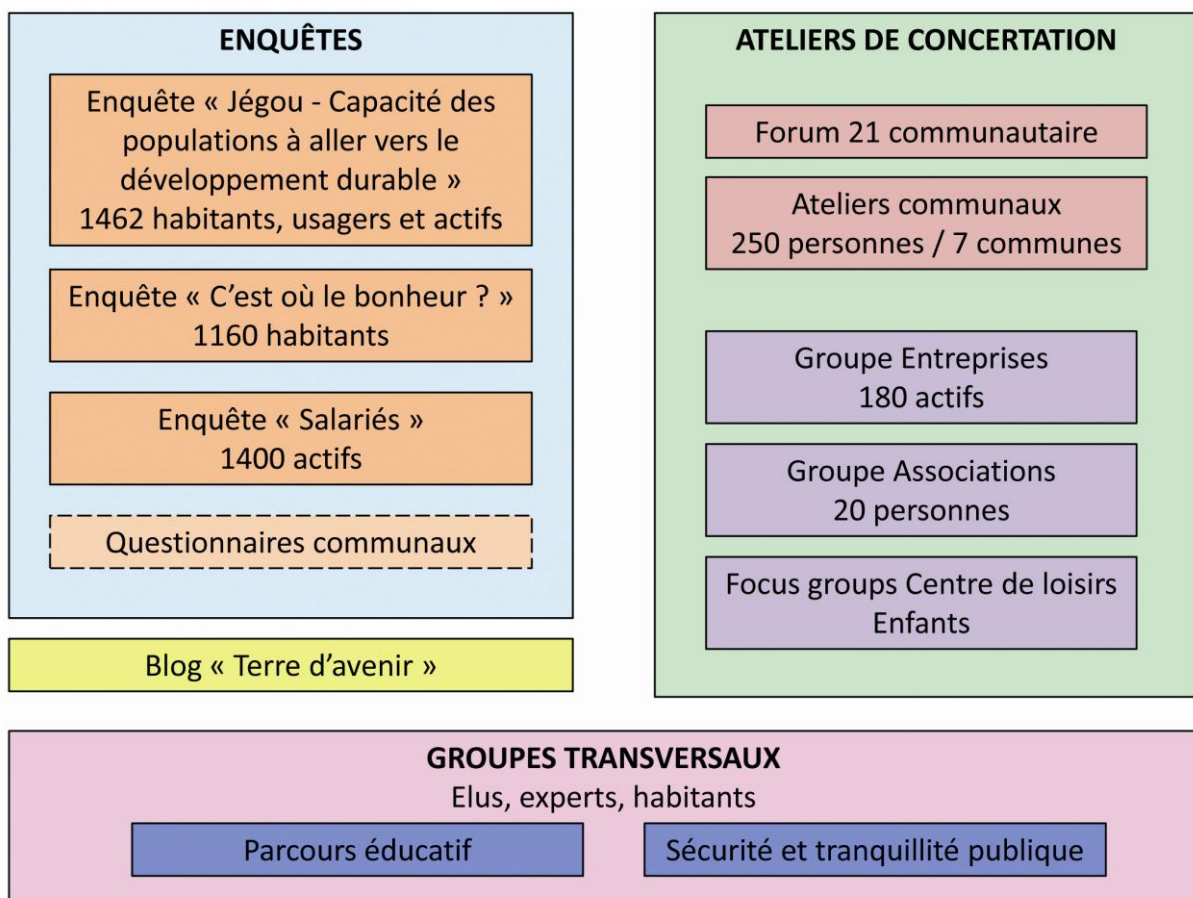 ENQUÊTES
Enquête « Jégou - Capacité des
populations à aller vers le
développement durable »
1462 habitants, usagers et actifs
Enquête « C’est où le bonheur ? »
1160 habitants
Enquête « Salariés »
1400 actifs
Questionnaires communaux
Blog « Terre d’avenir »
ATELIERS DE CONCERTATION
Forum 21 communautaire
Ateliers communaux
250 personnes / 7 communes
Groupe Entreprises
180 actifs
Groupe Associations
20 personnes
Focus groups Centre de loisirs
Enfants
GROUPES TRANSVERSAUX
Elus, experts, habitants
Parcours éducatif
Sécurité et tranquillité publique